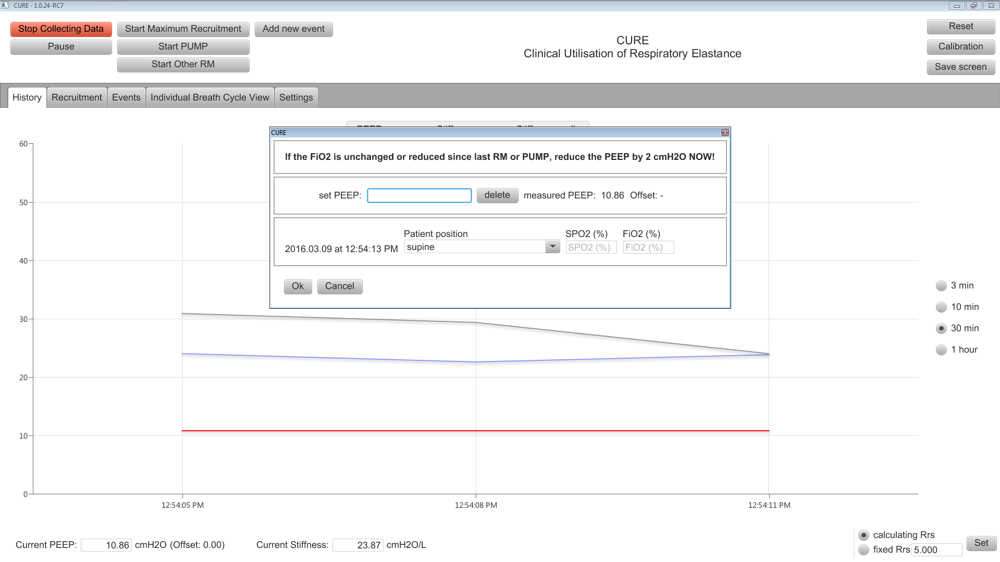 CURE - 1.0.24-RC7
Stop Collecting Data
Start Maximum Recruitment
Add new event
Pause
Start PUMP
Start Other RM
CURE
Clinical Utilisation of Respiratory Elastance
Reset
Calibration
Save screen
History
Recruitment
Events
Individual Breath Cycle View
Settings
CURE
If the FiO2 is unchanged or reduced since last RM or PUMP, reduce the PEEP by 2 cmH2O NOW!
set PEEP:
delete
measured PEEP: 10.86 Offset: -
Patient position
SPO2 (%)
FiO2 (%)
2016.03.09 at 12:54:13 PM
supine
SPO2 (%)
FiO2 (%)
Ok
Cancel
60
50
40
30
20
10
0
12:54:05 PM
12:54:08 PM
12:54:11 PM
3 min
10 min
30 min
1 hour
Current PEEP: 10.86 cmH2O (Offset: 0.00)
Current Stiffness: 23.87 cmH2O/L
calculating Rrs
fixed Rrs 5.000
Set